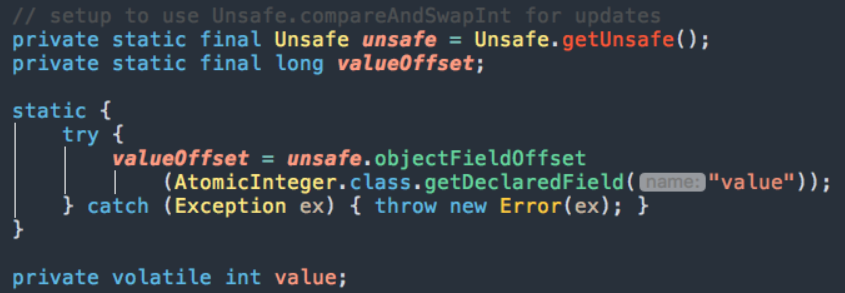 // setup to use Unsafe.compareAndSwapInt for updates
private static final Unsafe unsafe = Unsafe.getUnsafe();
private static final long valueOffset;
static {
try {
valueOffset = unsafe.objectFieldOffset
(AtomicInteger.class.getDeclaredField( name: "value"));
} catch (Exception ex) { throw new Error(ex); }
}
private volatile int value;